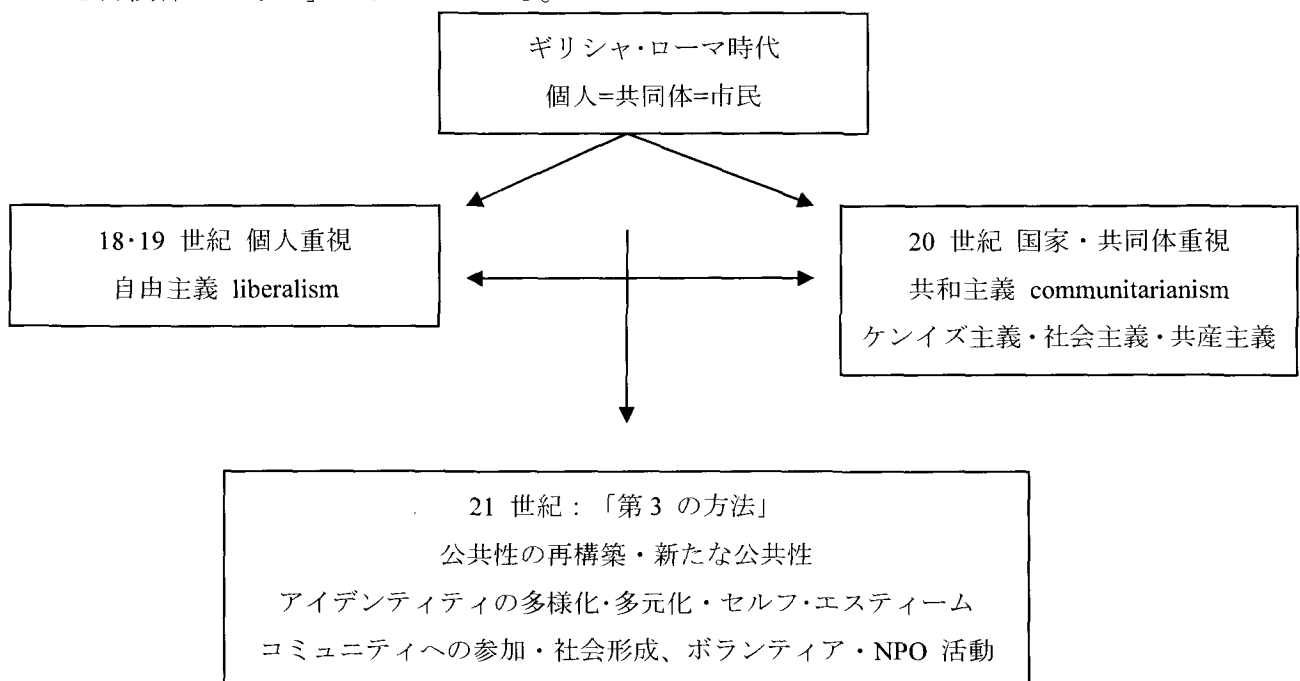 ギリシャ・ローマ時代
個人=共同体=市民
18·19 世紀 個人重視
自由主義 liberalism
20 世紀 国家・共同体重視
共和主義 communitarianism
ケンイズ主義・社会主義・共産主義
21 世紀：「第3 の方法」
公共性の再構築・新たな公共性
アイデンティティの多様化·多元化・セルフ·エスティーム
コミュニティへの参加・社会形成、ボランティア・NPO 活動